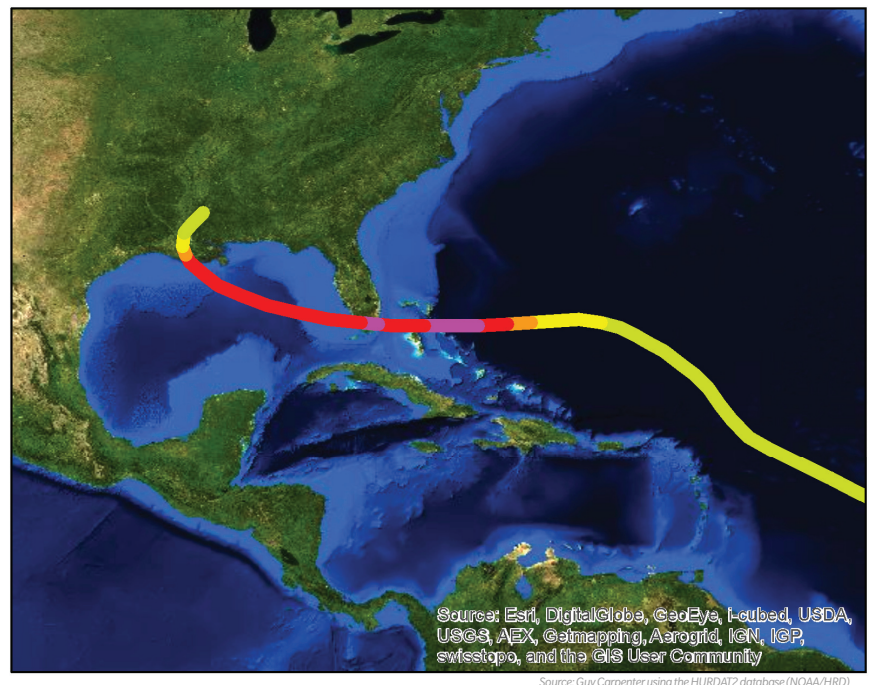 Source: Esri, DigitalGlobe, GeoEye, i-cubed, USDA,
USGS, AEX, Getmapping, Aerogrid, IGN, IGP,
swisstopo, and the GIS User Community
Source: Guy Carpenter using the HURDAT2 database (NOAA/HRD)